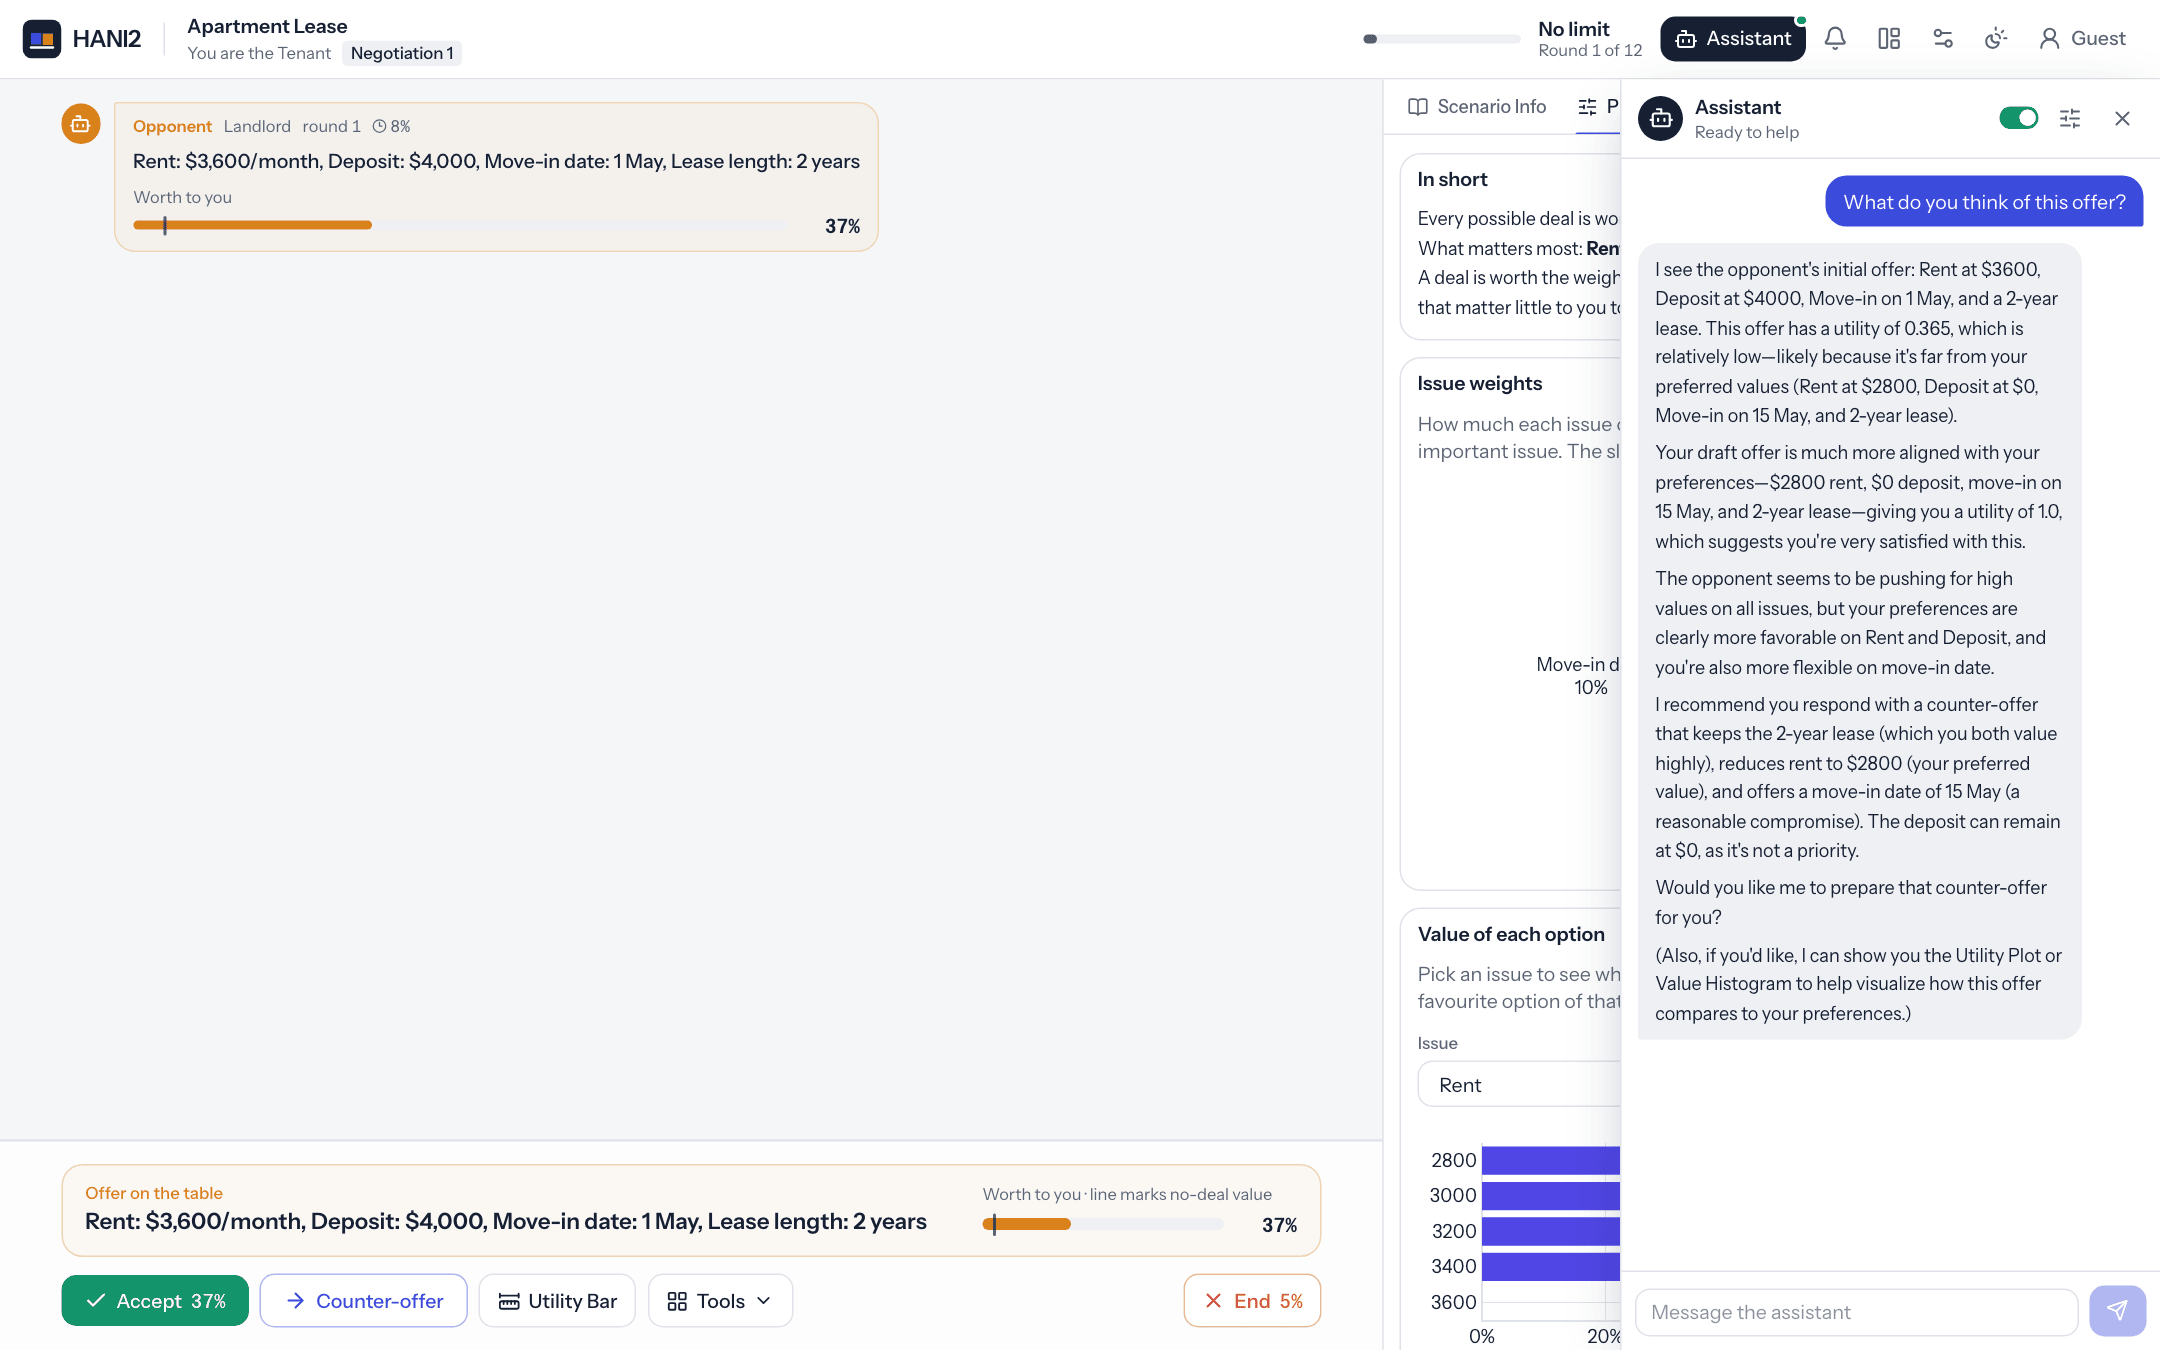 HANI2
Apartment Lease
You are the Tenant
Negotiation 1
No limit
Round 1 of 12
Assistant
Guest
Opponent Landlord round 1 8%
Rent: $3,600/month, Deposit: $4,000, Move-in date: 1 May, Lease length: 2 years
Worth to you
37%
Offer on the table
Rent: $3,600/month, Deposit: $4,000, Move-in date: 1 May, Lease length: 2 years
Worth to you · line marks no-deal value
37%
Accept 37%
Counter-offer
Utility Bar
Tools
End 5%
Scenario Info
P
In short
Every possible deal is wo
What matters most: Ren
A deal is worth the weigh
that matter little to you to
Issue weights
How much each issue
important issue. The sl
Move-in d
10%
Value of each option
Pick an issue to see wh
favourite option of that
Issue
Rent
2800
3000
3200
3400
3600
0%
20%
Assistant
Ready to help
What do you think of this offer?
I see the opponent's initial offer: Rent at $3600,
Deposit at $4000, Move-in on 1 May, and a 2-year
lease. This offer has a utility of 0.365, which is
relatively low—likely because it's far from your
preferred values (Rent at $2800, Deposit at $0,
Move-in on 15 May, and 2-year lease).
Your draft offer is much more aligned with your
preferences—$2800 rent, $0 deposit, move-in on
15 May, and 2-year lease—giving you a utility of 1.0,
which suggests you're very satisfied with this.
The opponent seems to be pushing for high
values on all issues, but your preferences are
clearly more favorable on Rent and Deposit, and
you're also more flexible on move-in date.
I recommend you respond with a counter-offer
that keeps the 2-year lease (which you both value
highly), reduces rent to $2800 (your preferred
value), and offers a move-in date of 15 May (a
reasonable compromise). The deposit can remain
at $0, as it's not a priority.
Would you like me to prepare that counter-offer
for you?
(Also, if you'd like, I can show you the Utility Plot or
Value Histogram to help visualize how this offer
compares to your preferences.)
Message the assistant